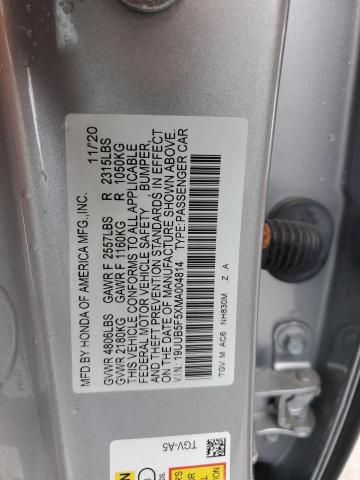 MFD.BY HONDA OF AMERICA MFG.,INC. 11/20
GVWR 4806LBS GAWR F 2557LBS R 2315LBS
GVWR 2180KG GAWR F 1160KG R 1050KG
THIS VEHICLE CONFORMS TO ALL APPLICABLE
FEDERAL MOTOR VEHICLE SAFETY, BUMPER,
AND THEFT PREVENTION STANDARDS IN EFFECT
ON THE DATE OF MANUFACTURE SHOWN ABOVE.
V.I.N.:19UUB5F5XMA004814 TYPE:PASSENGER CAR
TGV M AC6 NH830M Z A
TGV-A5